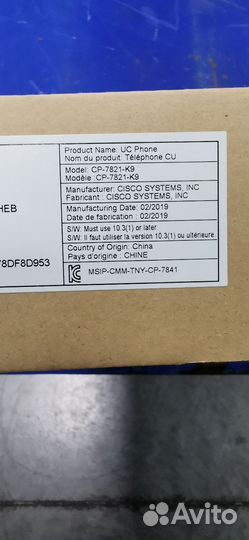 Product Name: UC Phone
Nom du produit: Téléphone CU
Model: CP-7821-K9
Modèle: CP-7821-K9
Manufacturer: CISCO SYSTEMS, INC
Fabricant : CISCO SYSTEMS, INC
HEB
Manufacturing Date: 02/2019
Date de fabrication : 02/2019
S/W: Must use 10.3(1) or later
S/W: Il faut utiliser la version 10.3(1) ou ultérieure.
Country of Origin: China
Pays d'origine : CHINE
78DF8D953
MSIP-CMM-TNY-CP-7841
Avito